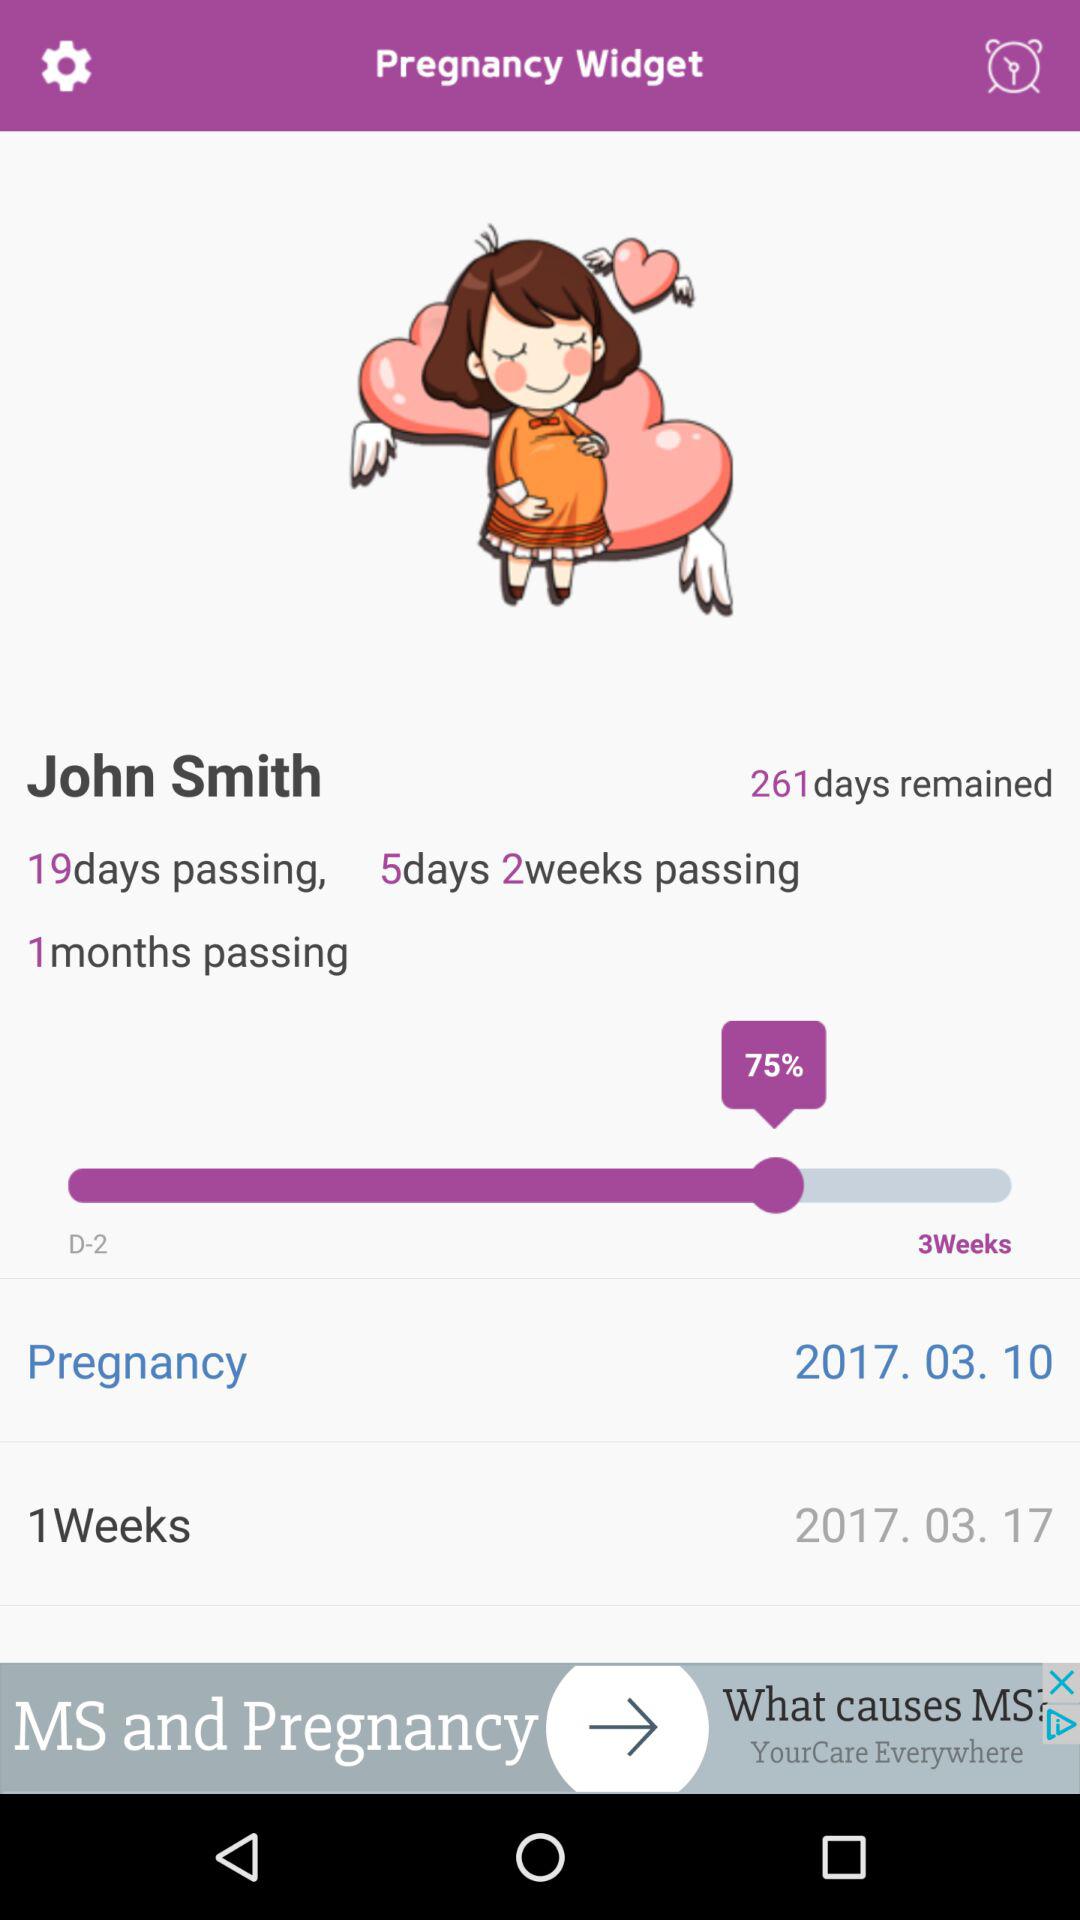 Pregnancy Widget
John Smith
261days remained
19days passing, 5days 2weeks passing
1months passing
75%
D-2
3Weeks
Pregnancy 2017. 03. 10
1Weeks 2017. 03. 17
MS and Pregnancy
What causes MS?
YourCare Everywhere